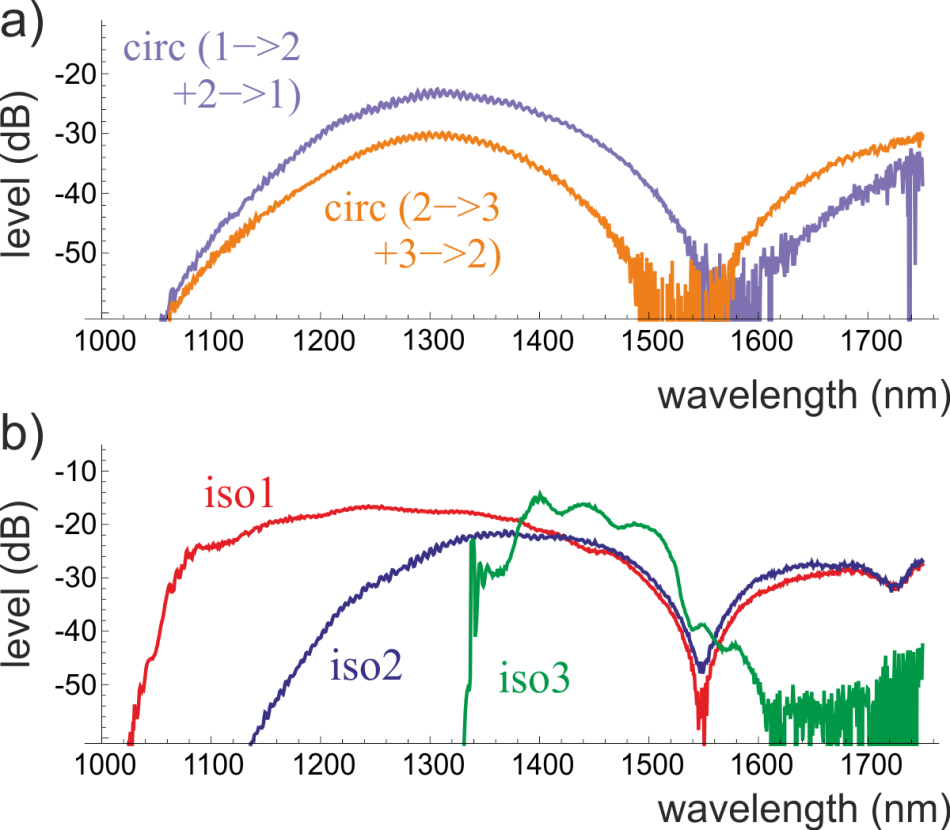 a)
circ (1−>2
+2−>1)
-20
-30
-40
-50
level (dB)
circ (2−>3
+3−>2)
1000 1100 1200 1300 1400 1500 1600 1700
wavelength (nm)
b)
-10
-20
-30
-40
-50
level (dB)
iso1
iso2
iso3
1000 1100 1200 1300 1400 1500 1600 1700
wavelength (nm)